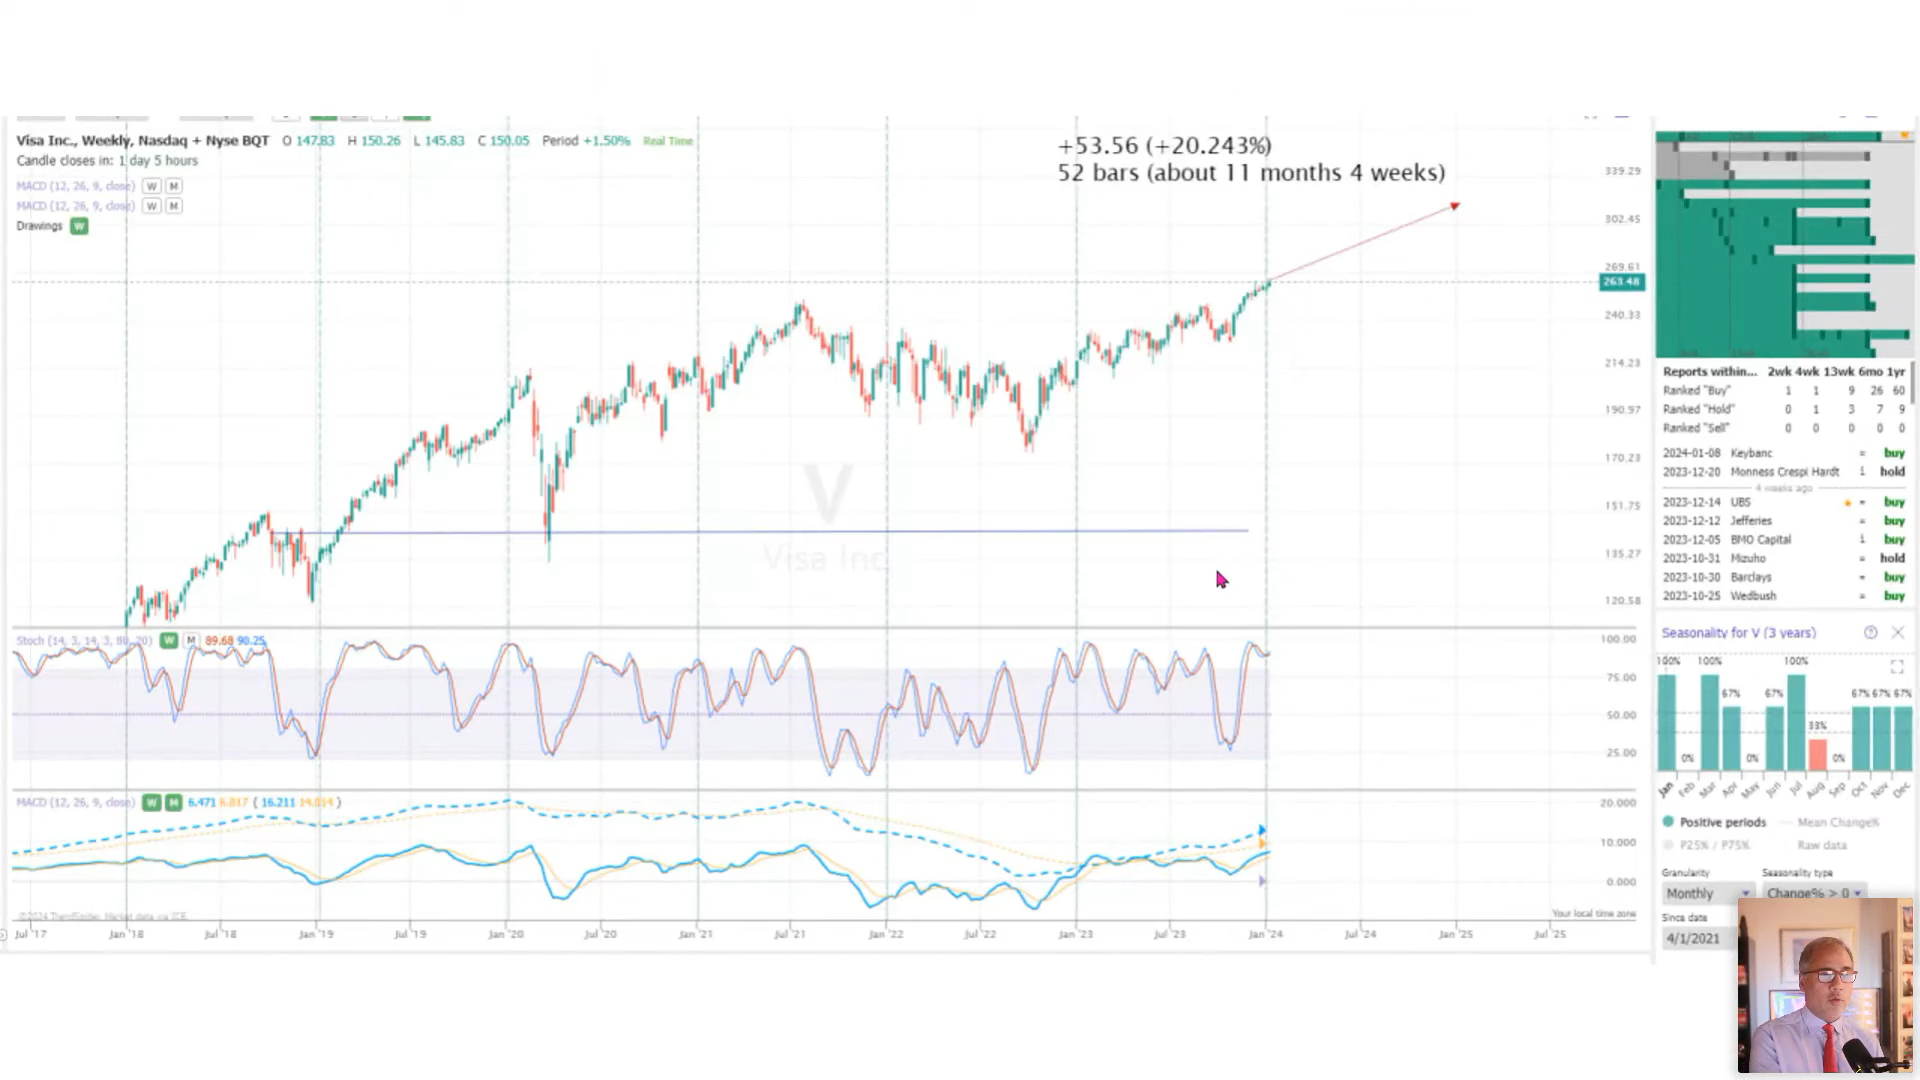 Visa Inc., Weekly, Nasdaq + Nyse BQT O 147.83 H 150.26 L 145.83 C 150.05 Period +1.50% Real Time
Candle closes in: 1 day 5 hours
MACD (12, 26, 9, close) W M
MACD (12, 26, 9, close) W M
Drawings W
+53.56 (+20.243%)
52 bars (about 11 months 4 weeks)
339.29
302.45
269.61
263.48
240.33
214.23
190.97
170.23
151.75
135.27
120.58
V
Visa Inc
Stoch (14, 3, 14, 3, 80, 20) W M 89.68 90.25
100.00
75.00
50.00
25.00
MACD (12, 26, 9, close) W M 6.471 6.817 ( 16.211 14.014 )
20.000
10.000
0.000
©2024 TrendSpider. Market data via ICE.
Your local time zone
Jul '17 Jan '18 Jul '18 Jan '19 Jul '19 Jan '20 Jul '20 Jan '21 Jul '21 Jan '22 Jul '22 Jan '23 Jul '23 Jan '24 Jul '24 Jan '25 Jul '25
Reports within... 2wk 4wk 13wk 6mo 1yr
Ranked "Buy" 1 1 9 26 60
Ranked "Hold" 0 1 3 7 9
Ranked "Sell" 0 0 0 0 0
2024-01-08 Keybanc = buy
2023-12-20 Monness Crespi Hardt i hold
4 weeks ago
2023-12-14 UBS = buy
2023-12-12 Jefferies = buy
2023-12-05 BMO Capital i buy
2023-10-31 Mizuho = hold
2023-10-30 Barclays = buy
2023-10-25 Wedbush = buy
Seasonality for V (3 years)
100% 0% 100% 67% 0% 67% 100% 33% 0% 67% 67% 67%
Jan Feb Mar Apr May Jun Jul Aug Sep Oct Nov Dec
Positive periods Mean Change%
P25% / P75% Raw data
Granularity Seasonality type
Monthly Change% > 0
Since date
4/1/2021